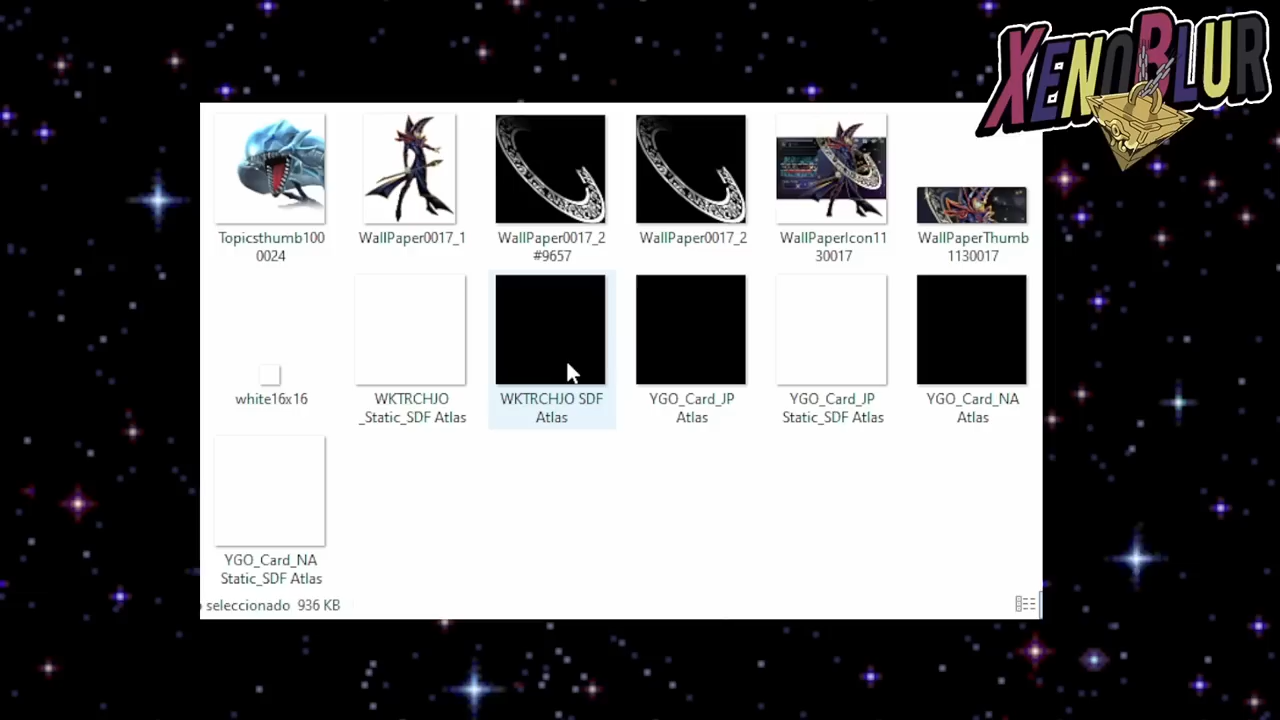 XENOBLUR
Topicsthumb100
0024
WallPaper0017_1
WallPaper0017_2
#9657
WallPaper0017_2
WallPaperIcon11
30017
WallPaperThumb
1130017
white16x16
WKTRCHJO
_Static_SDF Atlas
WKTRCHJO SDF
Atlas
YGO_Card_JP
Atlas
YGO_Card_JP
Static_SDF Atlas
YGO_Card_NA
Atlas
YGO_Card_NA
Static_SDF Atlas
seleccionado 936 KB